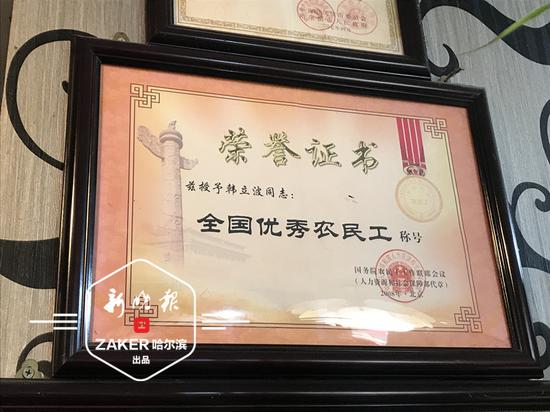 荣誉证书
兹授予韩立波同志：
全国优秀农民工 称号
国务院农民工工作联席会议
（人力资源和社会保障部代章）
2008年·北京
新晚报
ZAKER哈尔滨
出品